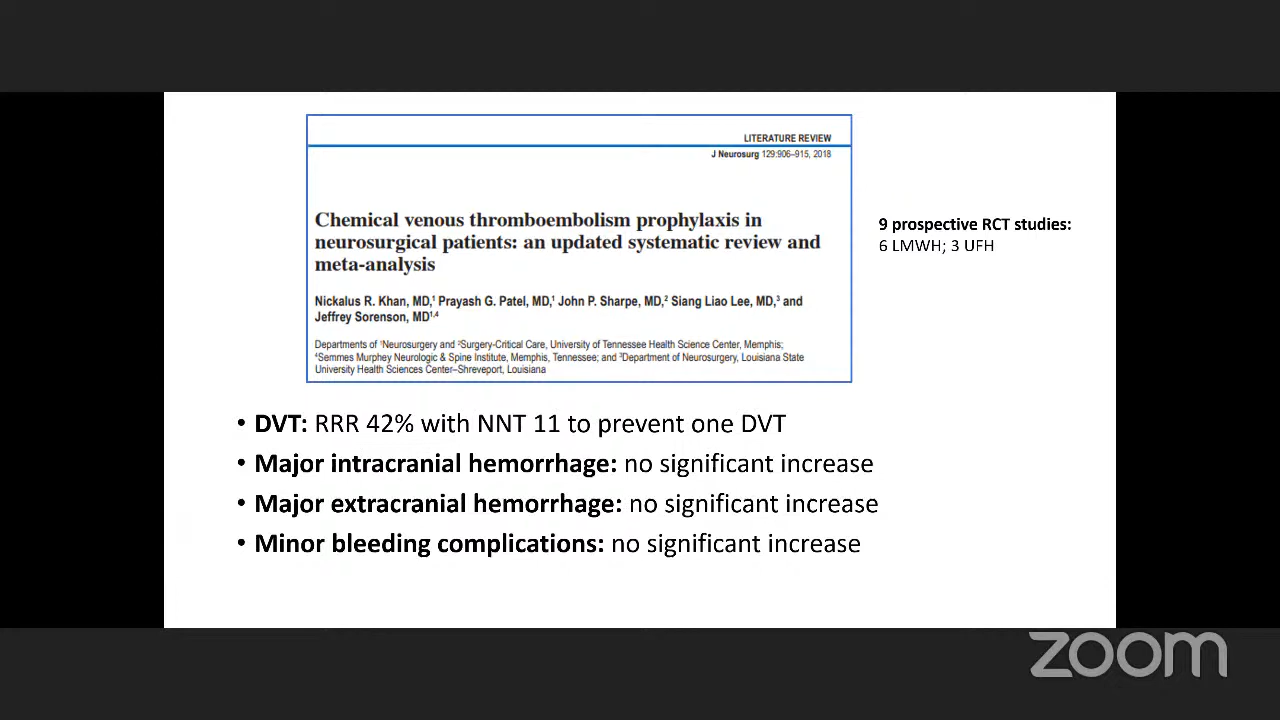 LITERATURE REVIEW
J Neurosurg 129:906–915, 2018
Chemical venous thromboembolism prophylaxis in
neurosurgical patients: an updated systematic review and
meta-analysis
Nickalus R. Khan, MD,¹ Prayash G. Patel, MD,¹ John P. Sharpe, MD,² Siang Liao Lee, MD,³ and
Jeffrey Sorenson, MD¹,⁴
Departments of ¹Neurosurgery and ²Surgery-Critical Care, University of Tennessee Health Science Center, Memphis;
⁴Semmes Murphey Neurologic & Spine Institute, Memphis, Tennessee; and ³Department of Neurosurgery, Louisiana State
University Health Sciences Center–Shreveport, Louisiana
9 prospective RCT studies:
6 LMWH; 3 UFH
• DVT: RRR 42% with NNT 11 to prevent one DVT
• Major intracranial hemorrhage: no significant increase
• Major extracranial hemorrhage: no significant increase
• Minor bleeding complications: no significant increase
zoom